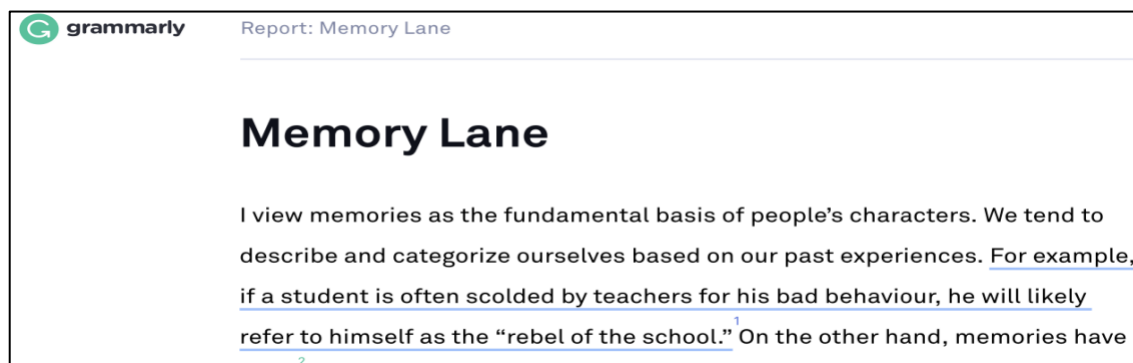 grammarly
Report: Memory Lane
Memory Lane
I view memories as the fundamental basis of people’s characters. We tend to
describe and categorize ourselves based on our past experiences. For example,
if a student is often scolded by teachers for his bad behaviour, he will likely
refer to himself as the “rebel of the school.”1 On the other hand, memories have
2